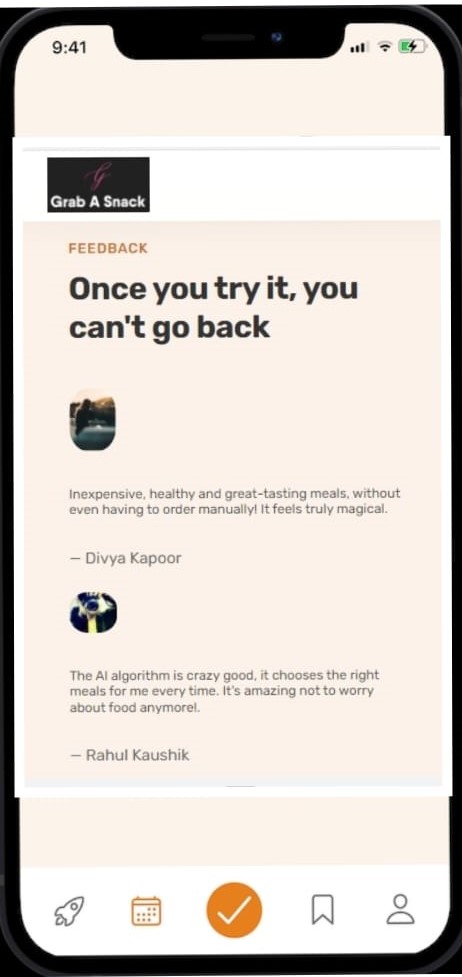 9:41
Grab A Snack
FEEDBACK
Once you try it, you
can't go back
Inexpensive, healthy and great-tasting meals, without
even having to order manually! It feels truly magical.
— Divya Kapoor
The AI algorithm is crazy good, it chooses the right
meals for me every time. It's amazing not to worry
about food anymore!.
— Rahul Kaushik